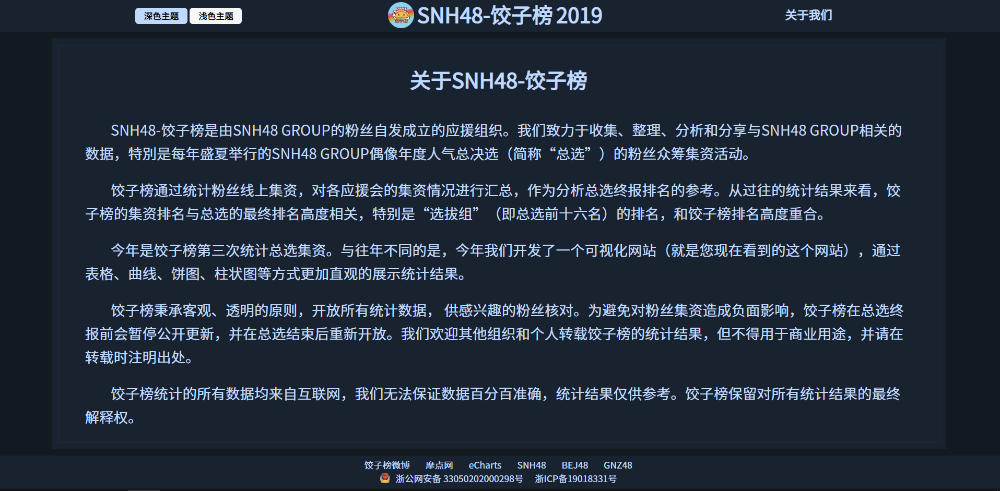 深色主题 浅色主题 SNH48-饺子榜 2019 关于我们
关于SNH48-饺子榜
SNH48-饺子榜是由SNH48 GROUP的粉丝自发成立的应援组织。我们致力于收集、整理、分析和分享与SNH48 GROUP相关的
数据，特别是每年盛夏举行的SNH48 GROUP偶像年度人气总决选（简称“总选”）的粉丝众筹集资活动。
饺子榜通过统计粉丝线上集资，对各应援会的集资情况进行汇总，作为分析总选终报排名的参考。从过往的统计结果来看，饺
子榜的集资排名与总选的最终排名高度相关，特别是“选拔组”（即总选前十六名）的排名，和饺子榜排名高度重合。
今年是饺子榜第三次统计总选集资。与往年不同的是，今年我们开发了一个可视化网站（就是您现在看到的这个网站），通过
表格、曲线、饼图、柱状图等方式更加直观的展示统计结果。
饺子榜秉承客观、透明的原则，开放所有统计数据， 供感兴趣的粉丝核对。为避免对粉丝集资造成负面影响，饺子榜在总选终
报前会暂停公开更新，并在总选结束后重新开放。我们欢迎其他组织和个人转载饺子榜的统计结果，但不得用于商业用途，并请在
转载时注明出处。
饺子榜统计的所有数据均来自互联网，我们无法保证数据百分百准确，统计结果仅供参考。饺子榜保留对所有统计结果的最终
解释权。
饺子榜微博 摩点网 eCharts SNH48 BEJ48 GNZ48
浙公网安备 33050202000298号 浙ICP备19018331号